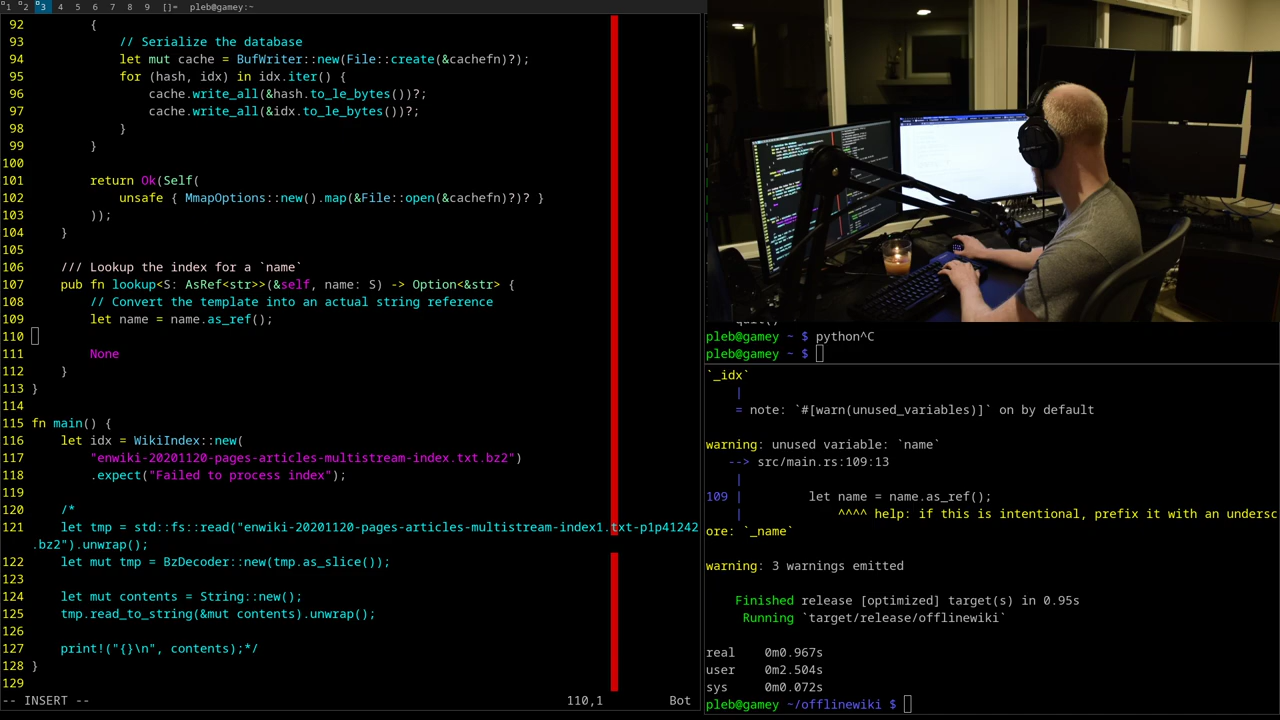 1 2 3 4 5 6 7 8 9 []= pleb@gamey:~
92 {
93 // Serialize the database
94 let mut cache = BufWriter::new(File::create(&cachefn)?);
95 for (hash, idx) in idx.iter() {
96 cache.write_all(&hash.to_le_bytes())?;
97 cache.write_all(&idx.to_le_bytes())?;
98 }
99 }
100
101 return Ok(Self(
102 unsafe { MmapOptions::new().map(&File::open(&cachefn)?)? }
103 ));
104 }
105
106 /// Lookup the index for a `name`
107 pub fn lookup<S: AsRef<str>>(&self, name: S) -> Option<&str> {
108 // Convert the template into an actual string reference
109 let name = name.as_ref();
110
111 None
112 }
113 }
114
115 fn main() {
116 let idx = WikiIndex::new(
117 "enwiki-20201120-pages-articles-multistream-index.txt.bz2")
118 .expect("Failed to process index");
119
120 /*
121 let tmp = std::fs::read("enwiki-20201120-pages-articles-multistream-index1.txt-p1p41242
.bz2").unwrap();
122 let mut tmp = BzDecoder::new(tmp.as_slice());
123
124 let mut contents = String::new();
125 tmp.read_to_string(&mut contents).unwrap();
126
127 print!("{}\n", contents);*/
128 }
129
-- INSERT -- 110,1 Bot
pleb@gamey ~ $ python^C
pleb@gamey ~ $
`_idx`
|
= note: `#[warn(unused_variables)]` on by default
warning: unused variable: `name`
--> src/main.rs:109:13
|
109 | let name = name.as_ref();
| ^^^^ help: if this is intentional, prefix it with an undersc
ore: `_name`
warning: 3 warnings emitted
Finished release [optimized] target(s) in 0.95s
Running `target/release/offlinewiki`
real 0m0.967s
user 0m2.504s
sys 0m0.072s
pleb@gamey ~/offlinewiki $